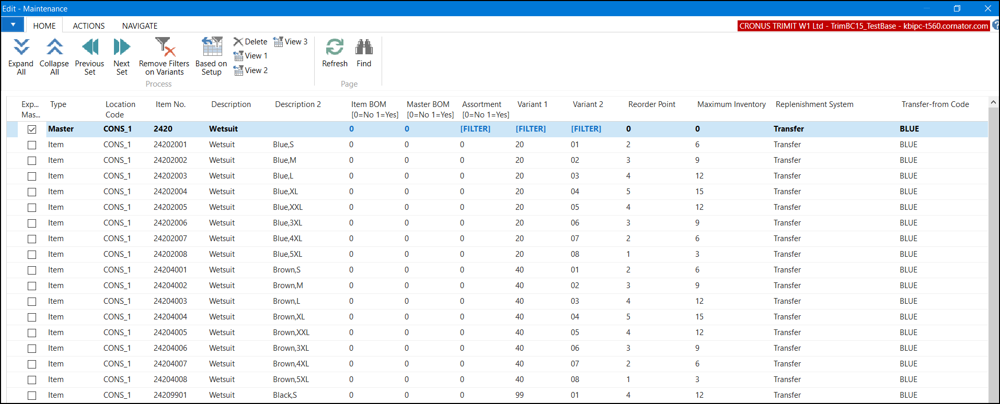 Edit - Maintenance
HOME ACTIONS NAVIGATE CRONUS TRIMIT W1 Ltd - TrimBC15_TestBase - kbipc-t560.cornator.com ?
Expand All
Collapse All
Previous Set
Next Set
Remove Filters on Variants
Based on Setup
Delete
View 1
View 2
View 3
Refresh
Find
Process
Page
Exp... Mas... Type Location Code Item No. Description Description 2 Item BOM [0=No 1=Yes] Master BOM [0=No 1=Yes] Assortment [0=No 1=Yes] Variant 1 Variant 2 Reorder Point Maximum Inventory Replenishment System Transfer-from Code
Master CONS_1 2420 Wetsuit 0 0 [FILTER] [FILTER] [FILTER] 0 0 Transfer BLUE
Item CONS_1 24202001 Wetsuit Blue,S 0 0 0 20 01 2 6 Transfer BLUE
Item CONS_1 24202002 Wetsuit Blue,M 0 0 0 20 02 3 9 Transfer BLUE
Item CONS_1 24202003 Wetsuit Blue,L 0 0 0 20 03 4 12 Transfer BLUE
Item CONS_1 24202004 Wetsuit Blue,XL 0 0 0 20 04 5 15 Transfer BLUE
Item CONS_1 24202005 Wetsuit Blue,XXL 0 0 0 20 05 4 12 Transfer BLUE
Item CONS_1 24202006 Wetsuit Blue,3XL 0 0 0 20 06 3 9 Transfer BLUE
Item CONS_1 24202007 Wetsuit Blue,4XL 0 0 0 20 07 2 6 Transfer BLUE
Item CONS_1 24202008 Wetsuit Blue,5XL 0 0 0 20 08 1 3 Transfer BLUE
Item CONS_1 24204001 Wetsuit Brown,S 0 0 0 40 01 2 6 Transfer BLUE
Item CONS_1 24204002 Wetsuit Brown,M 0 0 0 40 02 3 9 Transfer BLUE
Item CONS_1 24204003 Wetsuit Brown,L 0 0 0 40 03 4 12 Transfer BLUE
Item CONS_1 24204004 Wetsuit Brown,XL 0 0 0 40 04 5 15 Transfer BLUE
Item CONS_1 24204005 Wetsuit Brown,XXL 0 0 0 40 05 4 12 Transfer BLUE
Item CONS_1 24204006 Wetsuit Brown,3XL 0 0 0 40 06 3 9 Transfer BLUE
Item CONS_1 24204007 Wetsuit Brown,4XL 0 0 0 40 07 2 6 Transfer BLUE
Item CONS_1 24204008 Wetsuit Brown,5XL 0 0 0 40 08 1 3 Transfer BLUE
Item CONS_1 24209901 Wetsuit Black,S 0 0 0 99 01 4 12 Transfer BLUE